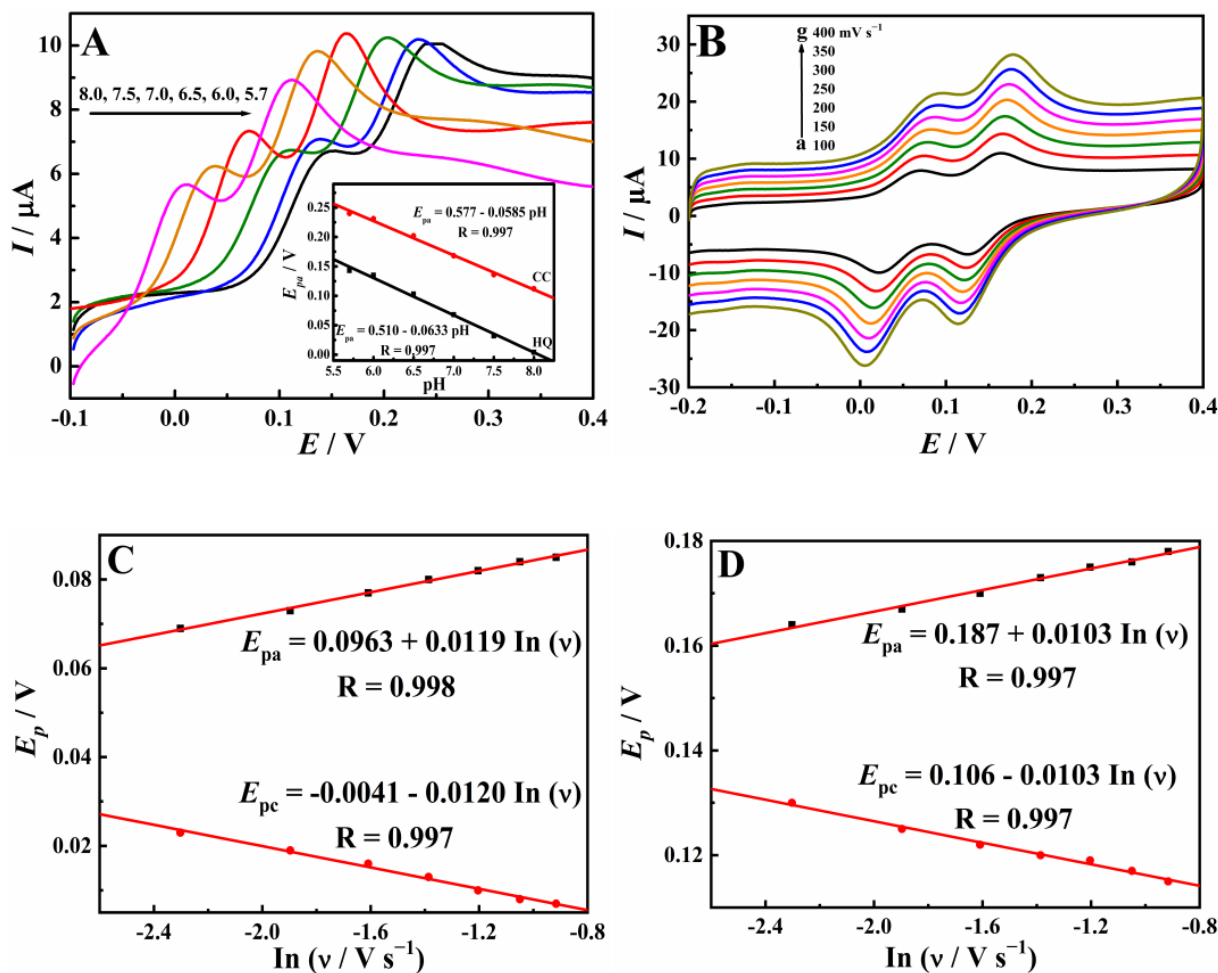 A
8.0, 7.5, 7.0, 6.5, 6.0, 5.7
I / μA
10
8
6
4
2
0
-0.1 0.0 0.1 0.2 0.3 0.4
E / V
Epa = 0.577 - 0.0585 pH
R = 0.997
CC
Epa = 0.510 - 0.0633 pH
R = 0.997
HQ
Epa / V
0.25
0.20
0.15
0.10
0.05
0.00
5.5 6.0 6.5 7.0 7.5 8.0
pH
B
g 400 mV s⁻¹
350
300
250
200
150
a 100
I / μA
30
20
10
0
-10
-20
-30
-0.2 -0.1 0.0 0.1 0.2 0.3 0.4
E / V
C
Epa = 0.0963 + 0.0119 In (ν)
R = 0.998
Epc = -0.0041 - 0.0120 In (ν)
R = 0.997
Ep / V
0.08
0.06
0.04
0.02
-2.4 -2.0 -1.6 -1.2 -0.8
In (ν / V s⁻¹)
D
Epa = 0.187 + 0.0103 In (ν)
R = 0.997
Epc = 0.106 - 0.0103 In (ν)
R = 0.997
Ep / V
0.18
0.16
0.14
0.12
-2.4 -2.0 -1.6 -1.2 -0.8
In (ν / V s⁻¹)